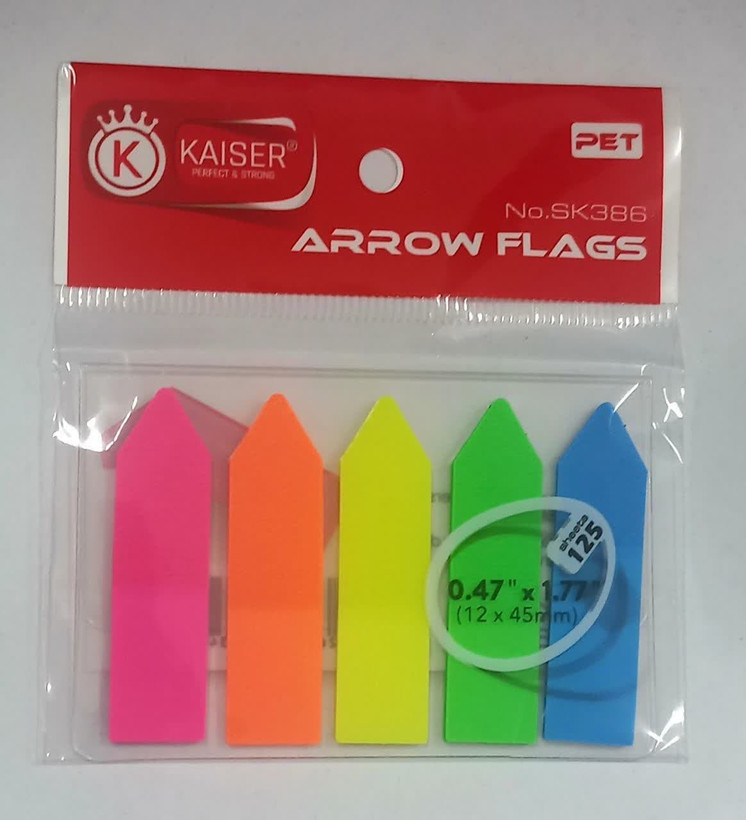 K
KAISER®
PERFECT & STRONG
PET
No.SK386
ARROW FLAGS
sheets
125
0.47" x 1.77"
(12 x 45mm)